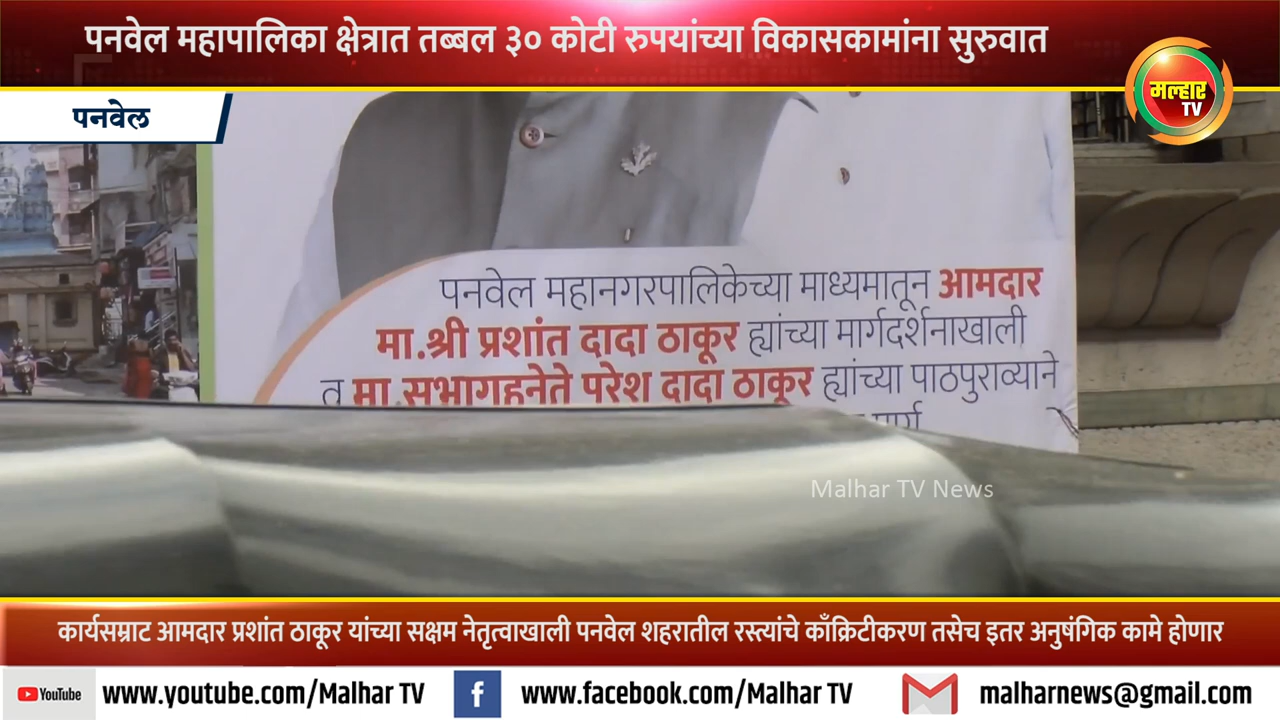 पनवेल महापालिका क्षेत्रात तब्बल ३० कोटी रुपयांच्या विकासकामांना सुरुवात
मल्हार
TV
पनवेल
पनवेल महानगरपालिकेच्या माध्यमातून आमदार
मा.श्री प्रशांत दादा ठाकूर ह्यांच्या मार्गदर्शनाखाली
व मा.सभागृहनेते परेश दादा ठाकूर ह्यांच्या पाठपुराव्याने
Malhar TV News
कार्यसम्राट आमदार प्रशांत ठाकूर यांच्या सक्षम नेतृत्वाखाली पनवेल शहरातील रस्त्यांचे काँक्रिटीकरण तसेच इतर अनुषंगिक कामे होणार
YouTube www.youtube.com/Malhar TV www.facebook.com/Malhar TV malharnews@gmail.com